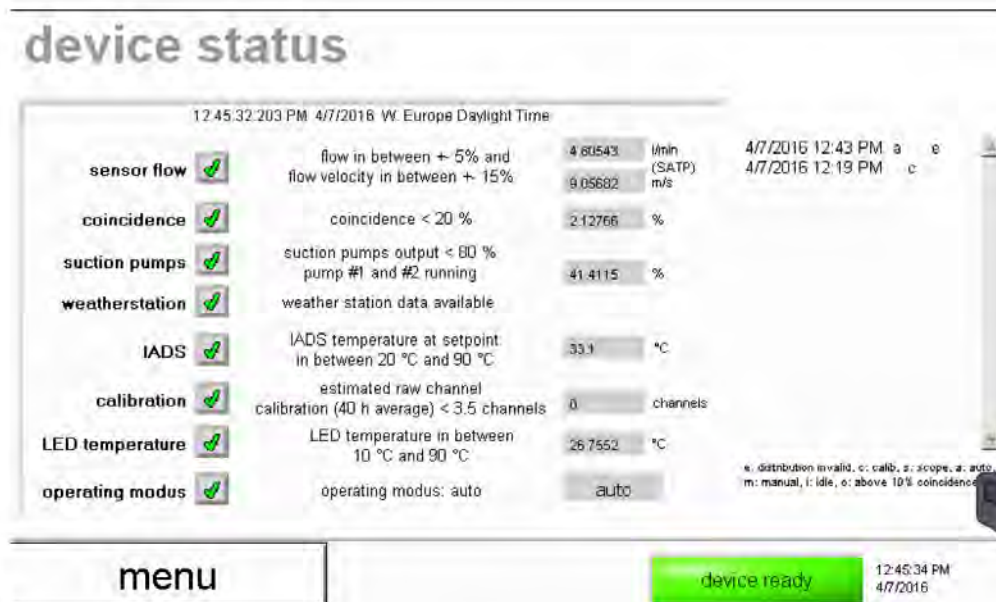 device status
12:45:32:203 PM 4/7/2016 W. Europe Daylight Time
sensor flow
flow in between +- 5% and
flow velocity in between +- 15%
4.80543 l/min
(SATP)
9.05682 m/s
coincidence
coincidence < 20 %
2.12766 %
suction pumps
suction pumps output < 80 %
pump #1 and #2 running
41.4115 %
weatherstation
weather station data available
IADS
IADS temperature at setpoint
in between 20 °C and 90 °C
33.1 °C
calibration
estimated raw channel
calibration (40 h average) < 3.5 channels
0 channels
LED temperature
LED temperature in between
10 °C and 90 °C
26.7552 °C
operating modus
operating modus: auto
auto
4/7/2016 12:43 PM a e
4/7/2016 12:19 PM c
e: distribution invalid, c: calib, s: scope, a: auto,
m: manual, i: idle, o: above 10% coincidence
menu
device ready
12:45:34 PM
4/7/2016